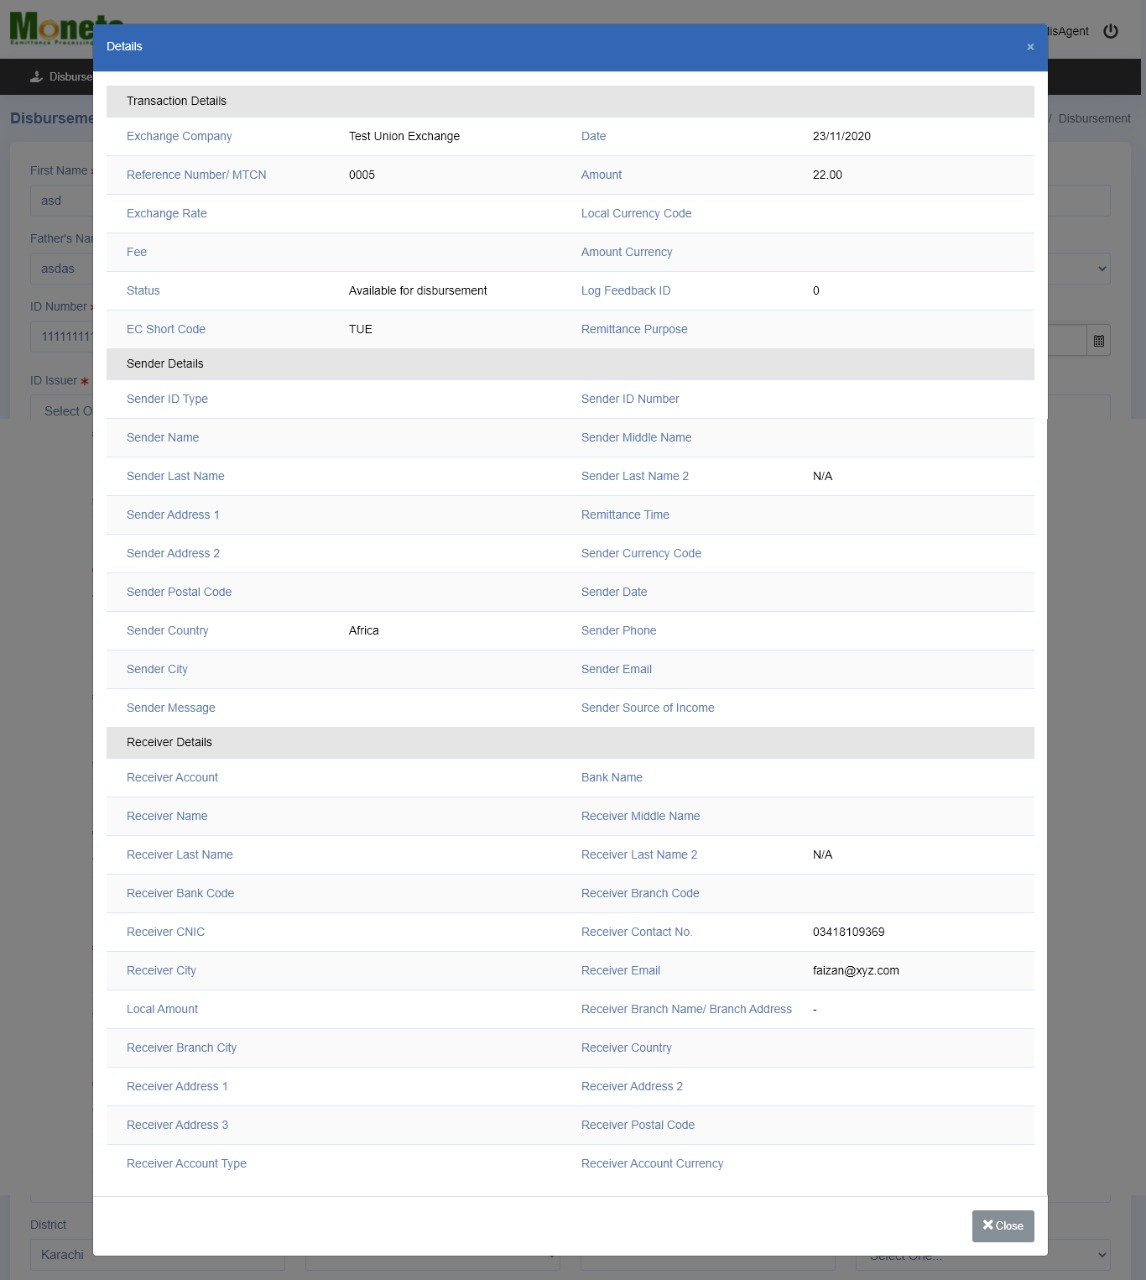 Monet
Remittance Processing
isAgent
Details ×
Disburse
Disburseme / Disbursement
First Name *
asd
Father's Nar
asdas
ID Number
111111111
ID Issuer *
Select O
Transaction Details
Exchange Company Test Union Exchange Date 23/11/2020
Reference Number/ MTCN 0005 Amount 22.00
Exchange Rate Local Currency Code
Fee Amount Currency
Status Available for disbursement Log Feedback ID 0
EC Short Code TUE Remittance Purpose
Sender Details
Sender ID Type Sender ID Number
Sender Name Sender Middle Name
Sender Last Name Sender Last Name 2 N/A
Sender Address 1 Remittance Time
Sender Address 2 Sender Currency Code
Sender Postal Code Sender Date
Sender Country Africa Sender Phone
Sender City Sender Email
Sender Message Sender Source of Income
Receiver Details
Receiver Account Bank Name
Receiver Name Receiver Middle Name
Receiver Last Name Receiver Last Name 2 N/A
Receiver Bank Code Receiver Branch Code
Receiver CNIC Receiver Contact No. 03418109369
Receiver City Receiver Email faizan@xyz.com
Local Amount Receiver Branch Name/ Branch Address -
Receiver Branch City Receiver Country
Receiver Address 1 Receiver Address 2
Receiver Address 3 Receiver Postal Code
Receiver Account Type Receiver Account Currency
Close
District
Karachi
Select One...